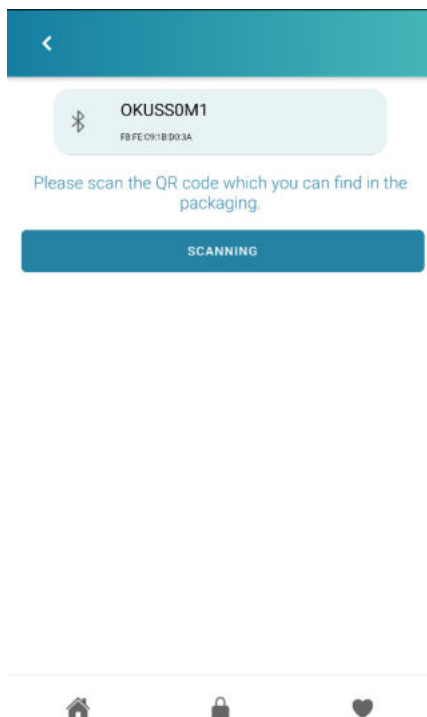 OKUSS0M1
FB:FE:C9:1B:D0:3A
Please scan the QR code which you can find in the
packaging.
SCANNING